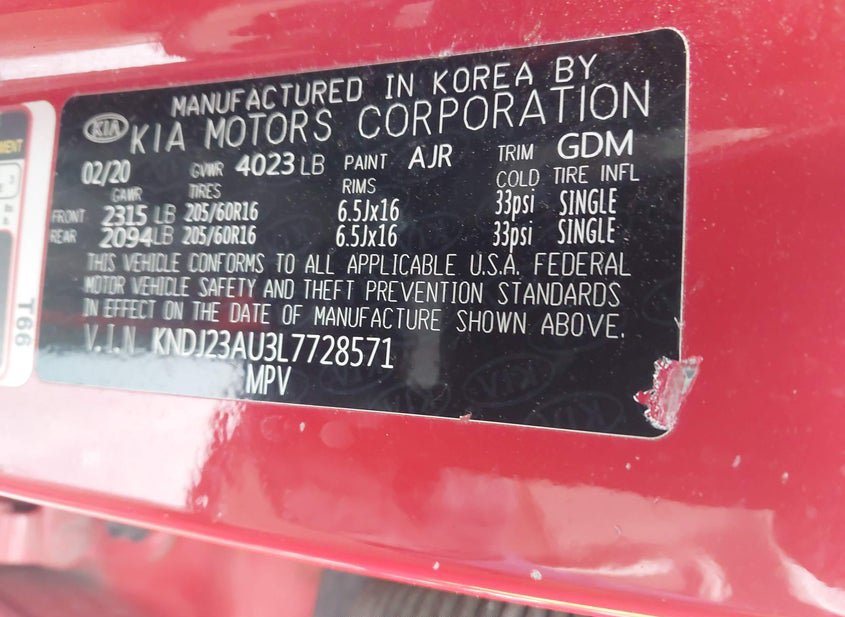 MANUFACTURED IN KOREA BY
KIA KIA MOTORS CORPORATION
02/20 GVWR 4023 LB PAINT AJR TRIM GDM
GAWR TIRES RIMS COLD TIRE INFL
FRONT 2315 LB 205/60R16 6.5Jx16 33psi SINGLE
REAR 2094LB 205/60R16 6.5Jx16 33psi SINGLE
THIS VEHICLE CONFORMS TO ALL APPLICABLE U.S.A. FEDERAL
MOTOR VEHICLE SAFETY AND THEFT PREVENTION STANDARDS
IN EFFECT ON THE DATE OF MANUFACTURE SHOWN ABOVE.
V.I.N KNDJ23AU3L7728571
MPV
T66